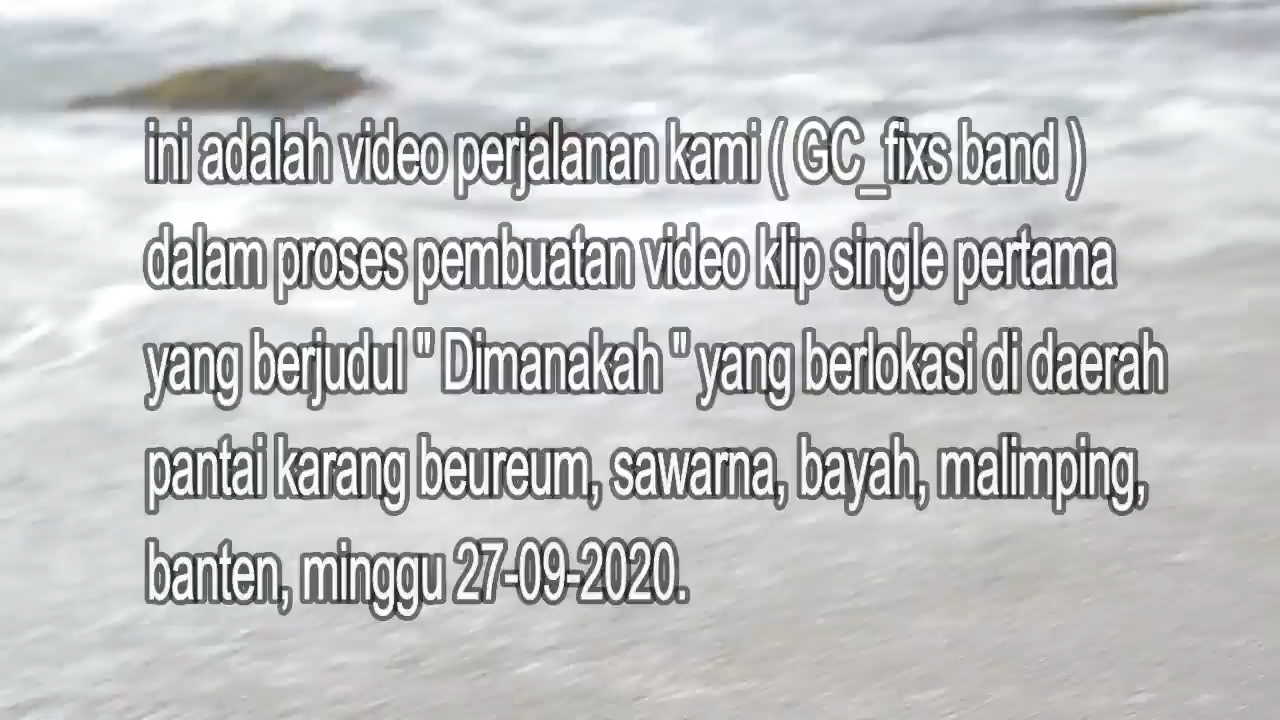 ini adalah video perjalanan kami ( GC_fixs band )
dalam proses pembuatan video klip single pertama
yang berjudul " Dimanakah " yang berlokasi di daerah
pantai karang beureum, sawarna, bayah, malimping,
banten, minggu 27-09-2020.